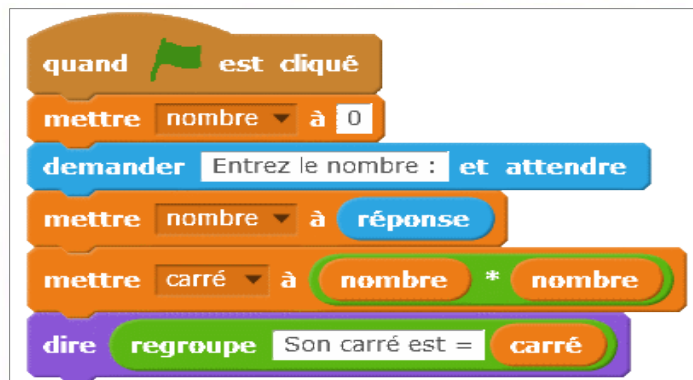 quand est cliqué
mettre nombre à 0
demander Entrez le nombre : et attendre
mettre nombre à réponse
mettre carré à nombre * nombre
dire regroupe Son carré est = carré